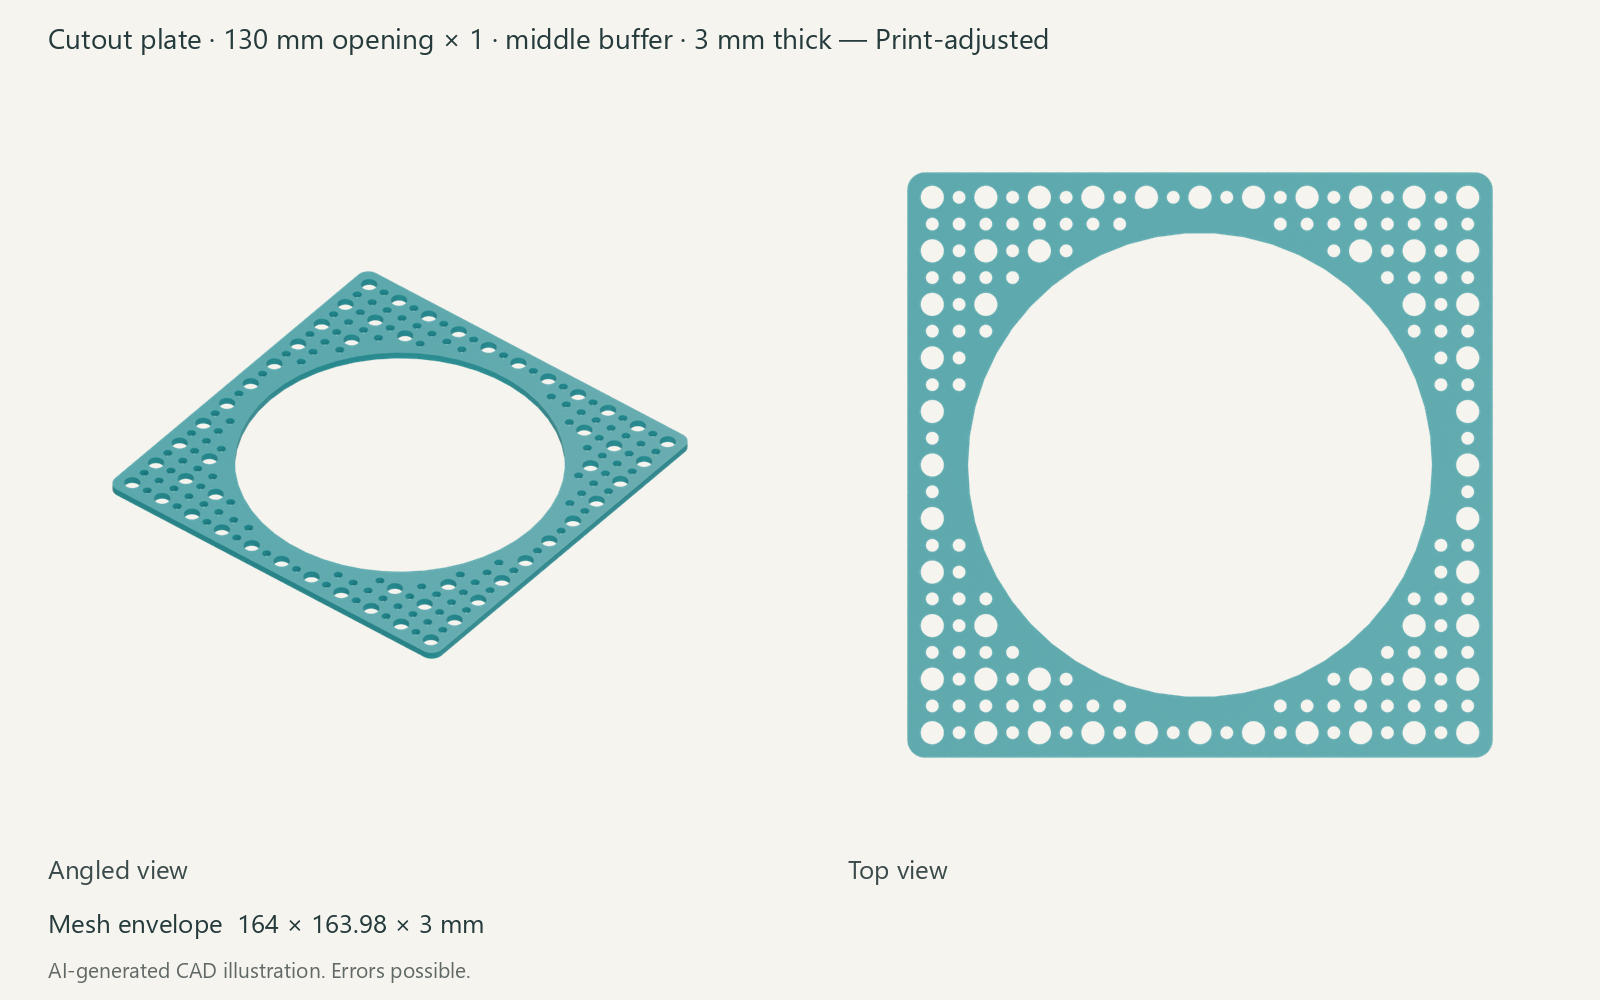 Cutout plate · 130 mm opening × 1 · middle buffer · 3 mm thick — Print-adjusted
Angled view
Top view
Mesh envelope 164 × 163.98 × 3 mm
AI-generated CAD illustration. Errors possible.